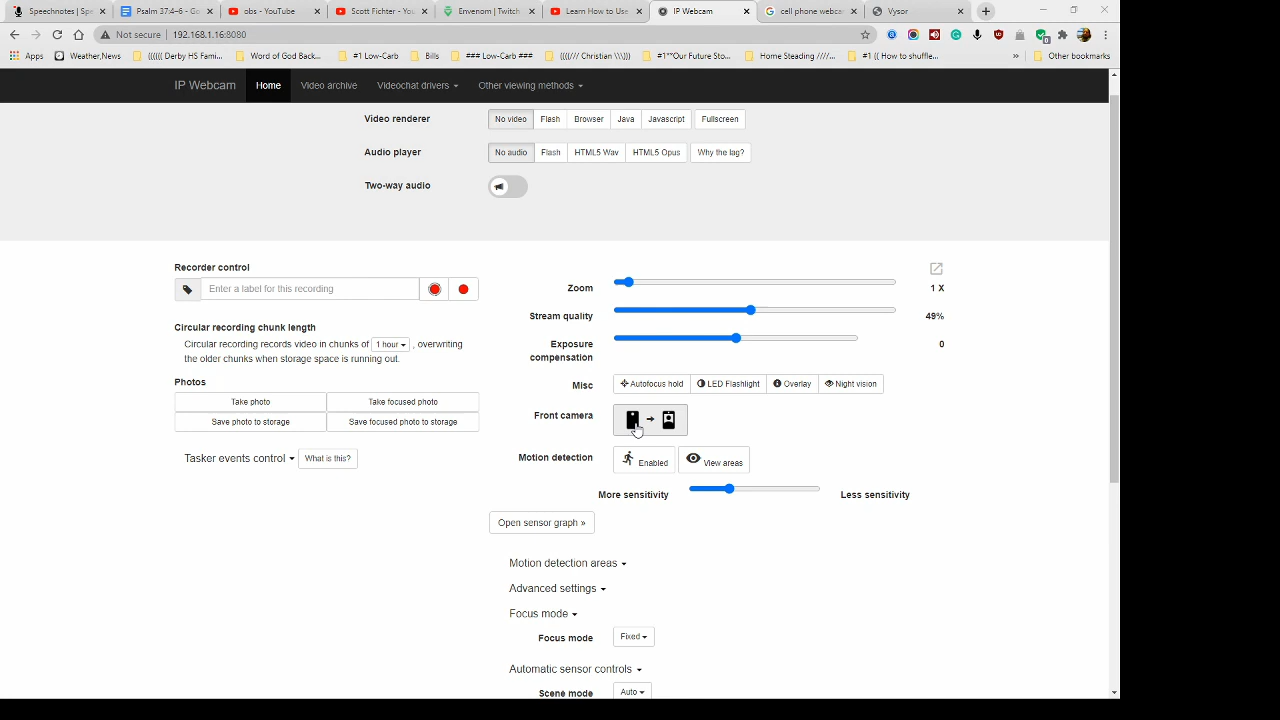 Speechnotes | Spe
Psalm 37:4–6 - Go
obs - YouTube
Scott Fichter - You
Envenom | Twitch
Learn How to Use
IP Webcam
cell phone webca
Vysor
Not secure | 192.168.1.16:8080
Apps
Weather,News
(((((( Derby HS Fami...
Word of God Back...
#1 Low-Carb
Bills
### Low-Carb ###
((((/// Christian \\\))))
#1**Our Future Sto...
Home Steading ////...
#1 (( How to shuffle...
»
Other bookmarks
IP Webcam
Home
Video archive
Videochat drivers
Other viewing methods
Video renderer
No video
Flash
Browser
Java
Javascript
Fullscreen
Audio player
No audio
Flash
HTML5 Wav
HTML5 Opus
Why the lag?
Two-way audio
Recorder control
Enter a label for this recording
Circular recording chunk length
Circular recording records video in chunks of 1 hour , overwriting
the older chunks when storage space is running out.
Photos
Take photo
Take focused photo
Save photo to storage
Save focused photo to storage
Tasker events control
What is this?
Zoom
1 X
Stream quality
49%
Exposure
compensation
0
Misc
Autofocus hold
LED Flashlight
Overlay
Night vision
Front camera
Motion detection
Enabled
View areas
More sensitivity
Less sensitivity
Open sensor graph »
Motion detection areas
Advanced settings
Focus mode
Focus mode
Fixed
Automatic sensor controls
Scene mode
Auto